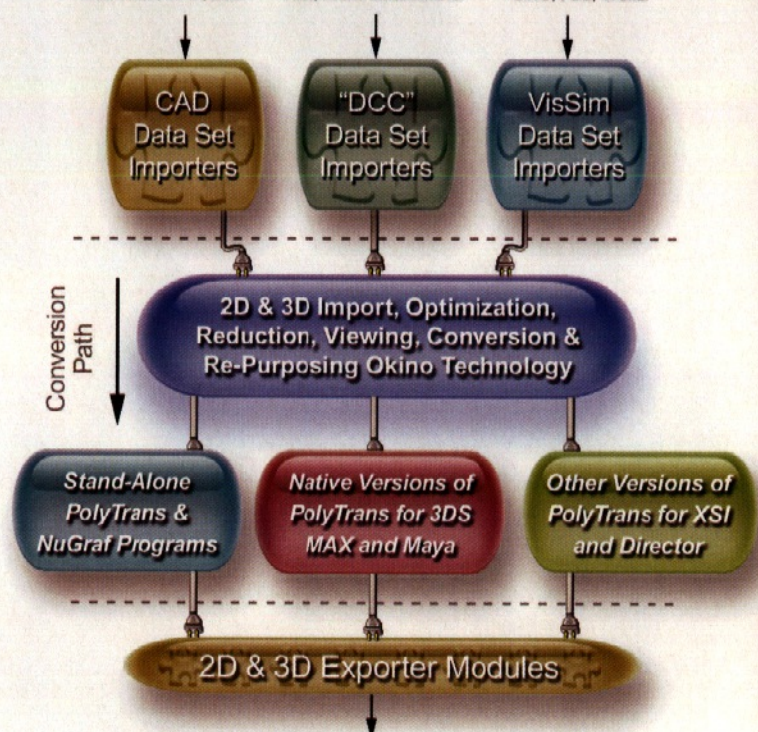 CAD
Data Set
Importers
"DCC"
Data Set
Importers
VisSim
Data Set
Importers
Conversion
Path
2D & 3D Import, Optimization,
Reduction, Viewing, Conversion &
Re-Purposing Okino Technology
Stand-Alone
PolyTrans &
NuGraf Programs
Native Versions of
PolyTrans for 3DS
MAX and Maya
Other Versions of
PolyTrans for XSI
and Director
2D & 3D Exporter Modules